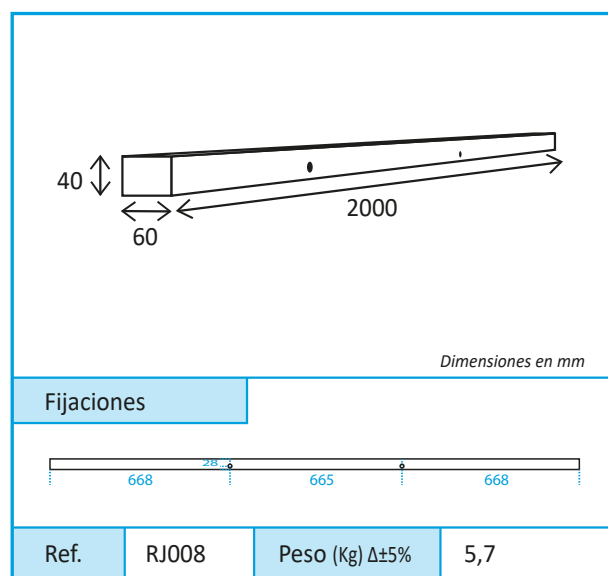 40
60
2000
Dimensiones en mm
Fijaciones
28
668 665 668
Ref. RJ008 Peso (Kg) Δ±5% 5,7